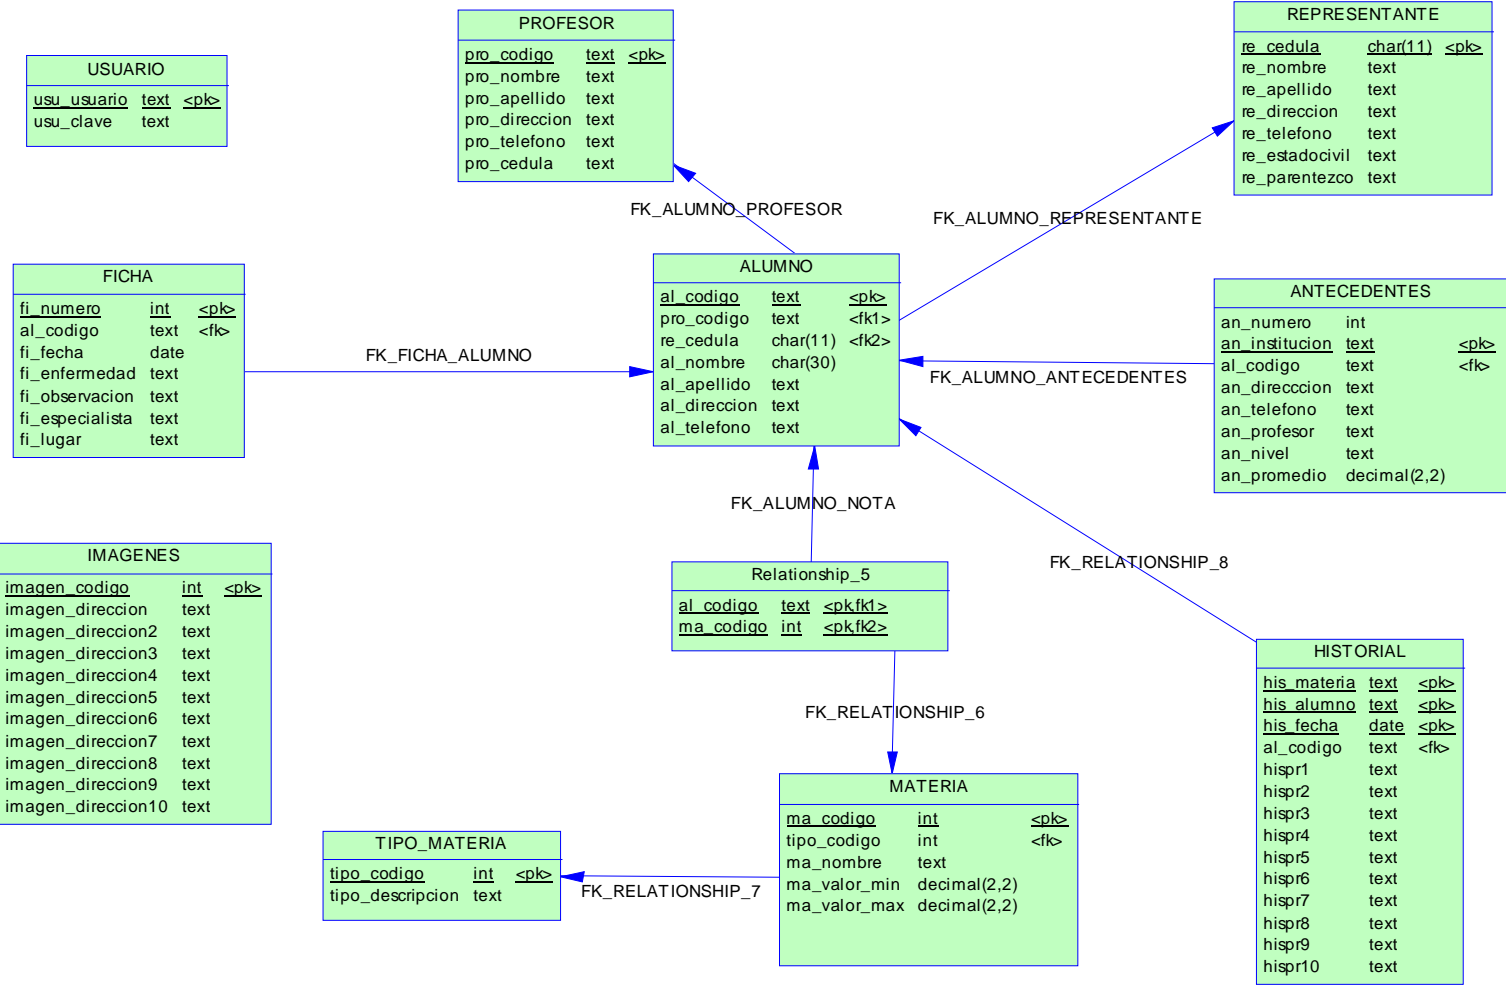 PROFESOR
pro_codigo text <pk>
pro_nombre text
pro_apellido text
pro_direccion text
pro_telefono text
pro_cedula text
REPRESENTANTE
re_cedula char(11) <pk>
re_nombre text
re_apellido text
re_direccion text
re_telefono text
re_estadocivil text
re_parentezco text
USUARIO
usu_usuario text <pk>
usu_clave text
FK_ALUMNO_PROFESOR
FK_ALUMNO_REPRESENTANTE
FICHA
fi_numero int <pk>
al_codigo text <fk>
fi_fecha date
fi_enfermedad text
fi_observacion text
fi_especialista text
fi_lugar text
FK_FICHA_ALUMNO
ALUMNO
al_codigo text <pk>
pro_codigo text <fk1>
re_cedula char(11) <fk2>
al_nombre char(30)
al_apellido text
al_direccion text
al_telefono text
FK_ALUMNO_ANTECEDENTES
ANTECEDENTES
an_numero int
an_institucion text <pk>
al_codigo text <fk>
an_direcccion text
an_telefono text
an_profesor text
an_nivel text
an_promedio decimal(2,2)
FK_ALUMNO_NOTA
FK_RELATIONSHIP_8
IMAGENES
imagen_codigo int <pk>
imagen_direccion text
imagen_direccion2 text
imagen_direccion3 text
imagen_direccion4 text
imagen_direccion5 text
imagen_direccion6 text
imagen_direccion7 text
imagen_direccion8 text
imagen_direccion9 text
imagen_direccion10 text
Relationship_5
al_codigo text <pk,fk1>
ma_codigo int <pk,fk2>
FK_RELATIONSHIP_6
HISTORIAL
his_materia text <pk>
his_alumno text <pk>
his_fecha date <pk>
al_codigo text <fk>
hispr1 text
hispr2 text
hispr3 text
hispr4 text
hispr5 text
hispr6 text
hispr7 text
hispr8 text
hispr9 text
hispr10 text
TIPO_MATERIA
tipo_codigo int <pk>
tipo_descripcion text
FK_RELATIONSHIP_7
MATERIA
ma_codigo int <pk>
tipo_codigo int <fk>
ma_nombre text
ma_valor_min decimal(2,2)
ma_valor_max decimal(2,2)